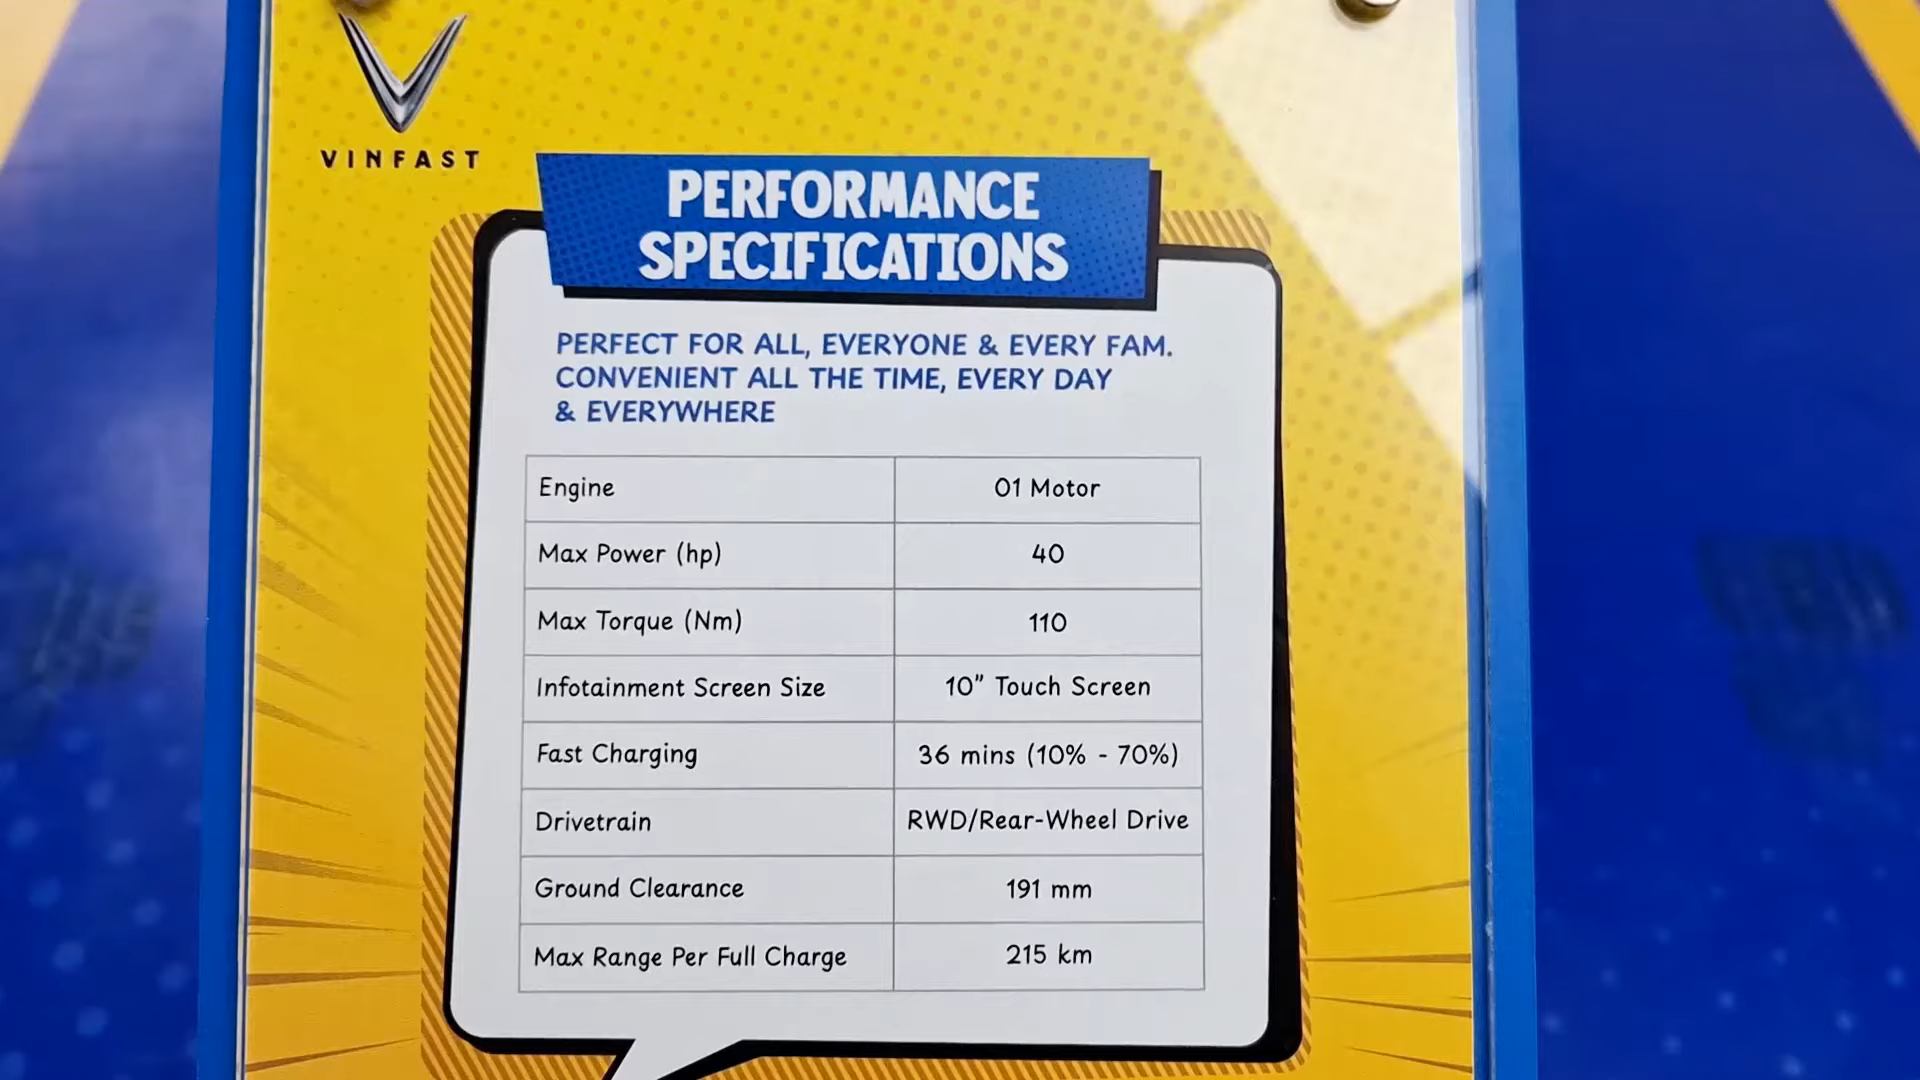 VINFAST
PERFORMANCE
SPECIFICATIONS
PERFECT FOR ALL, EVERYONE & EVERY FAM.
CONVENIENT ALL THE TIME, EVERY DAY
& EVERYWHERE
Engine 01 Motor
Max Power (hp) 40
Max Torque (Nm) 110
Infotainment Screen Size 10” Touch Screen
Fast Charging 36 mins (10% - 70%)
Drivetrain RWD/Rear-Wheel Drive
Ground Clearance 191 mm
Max Range Per Full Charge 215 km